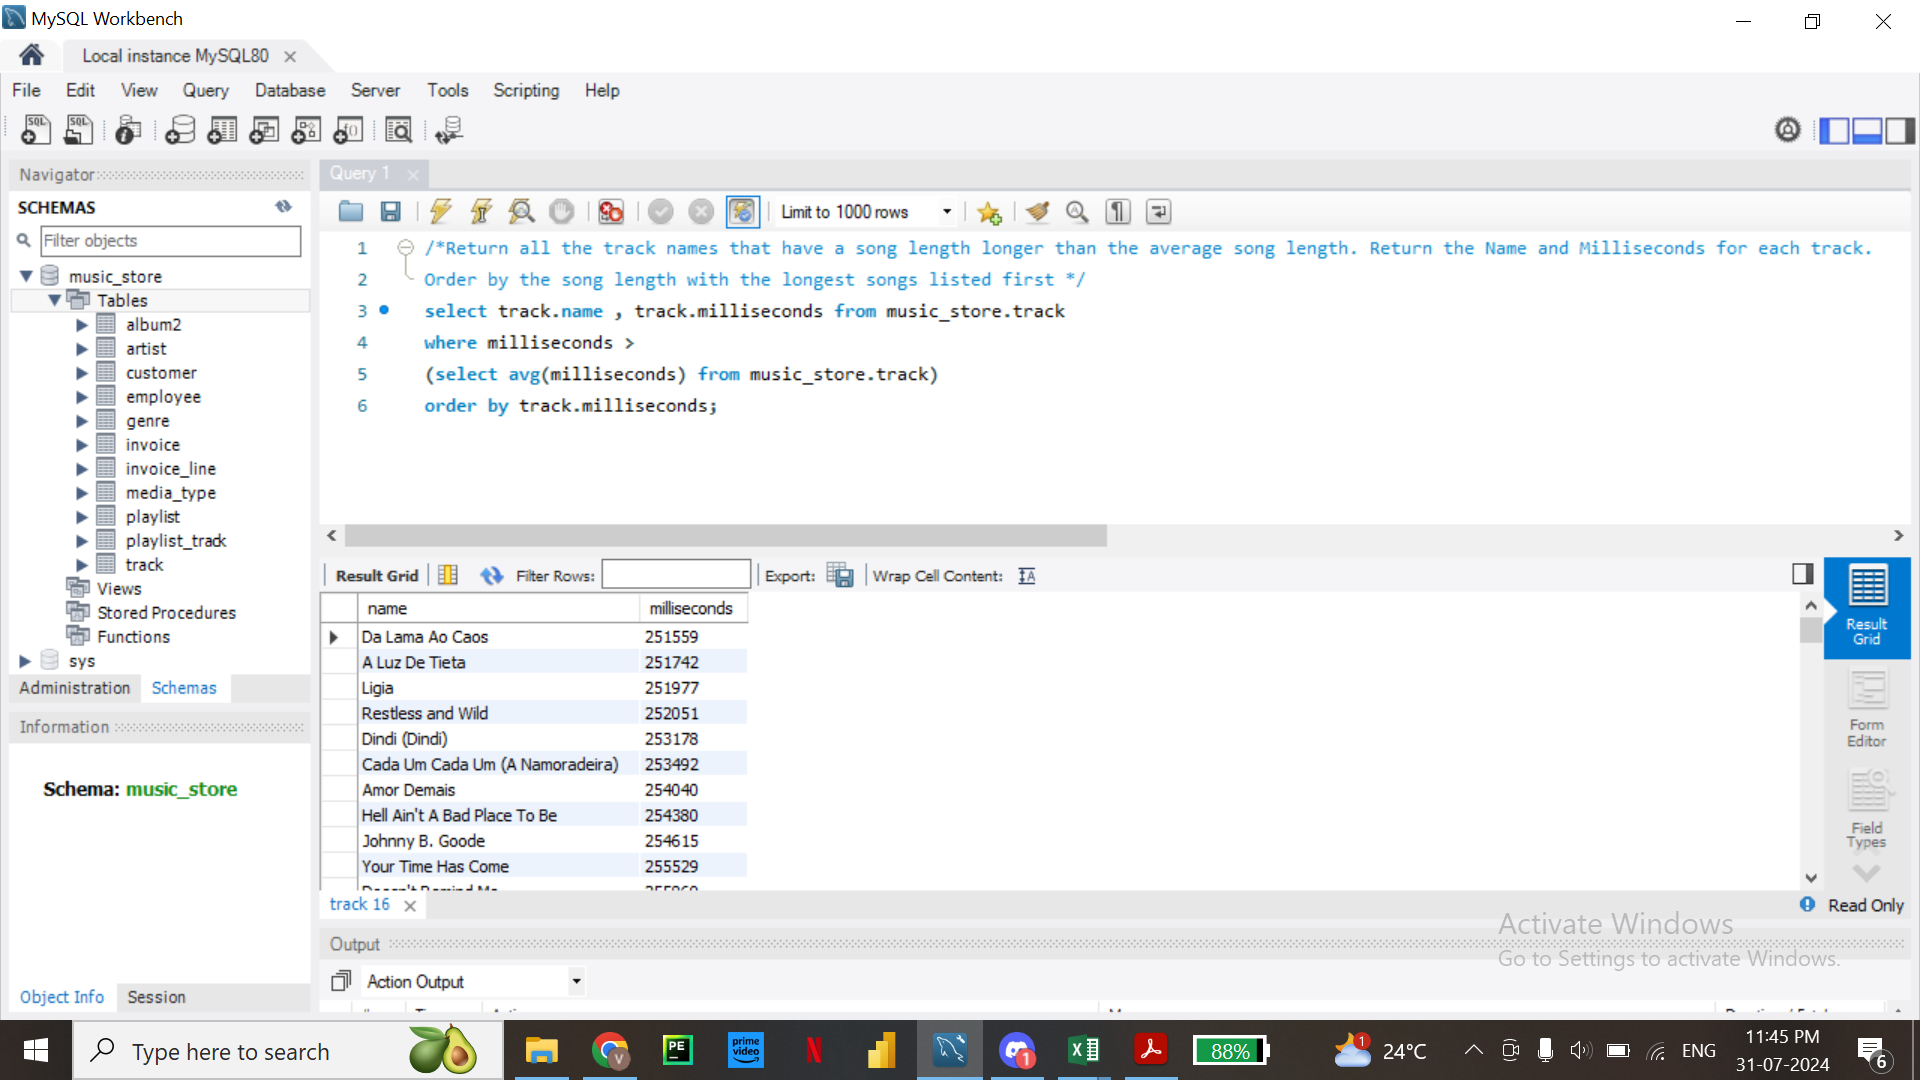 MySQL Workbench
Local instance MySQL80
File Edit View Query Database Server Tools Scripting Help
Navigator
SCHEMAS
Filter objects
music_store
Tables
album2
artist
customer
employee
genre
invoice
invoice_line
media_type
playlist
playlist_track
track
Views
Stored Procedures
Functions
sys
Administration Schemas
Information
Schema: music_store
Object Info Session
Query 1
Limit to 1000 rows
1 /*Return all the track names that have a song length longer than the average song length. Return the Name and Milliseconds for each track.
2 Order by the song length with the longest songs listed first */
3 select track.name , track.milliseconds from music_store.track
4 where milliseconds >
5 (select avg(milliseconds) from music_store.track)
6 order by track.milliseconds;
Result Grid Filter Rows: Export: Wrap Cell Content:
name milliseconds
Da Lama Ao Caos 251559
A Luz De Tieta 251742
Ligia 251977
Restless and Wild 252051
Dindi (Dindi) 253178
Cada Um Cada Um (A Namoradeira) 253492
Amor Demais 254040
Hell Ain't A Bad Place To Be 254380
Johnny B. Goode 254615
Your Time Has Come 255529
Result
Grid
Form
Editor
Field
Types
track 16
Read Only
Output
Action Output
Activate Windows
Go to Settings to activate Windows.
Type here to search
PE
prime
video
88%
1
24°C
ENG
11:45 PM
31-07-2024
6